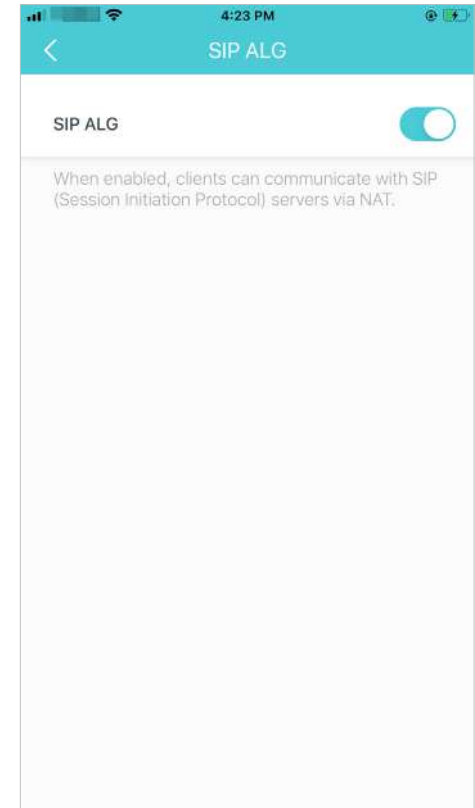 4:23 PM
SIP ALG
SIP ALG
When enabled, clients can communicate with SIP
(Session Initiation Protocol) servers via NAT.